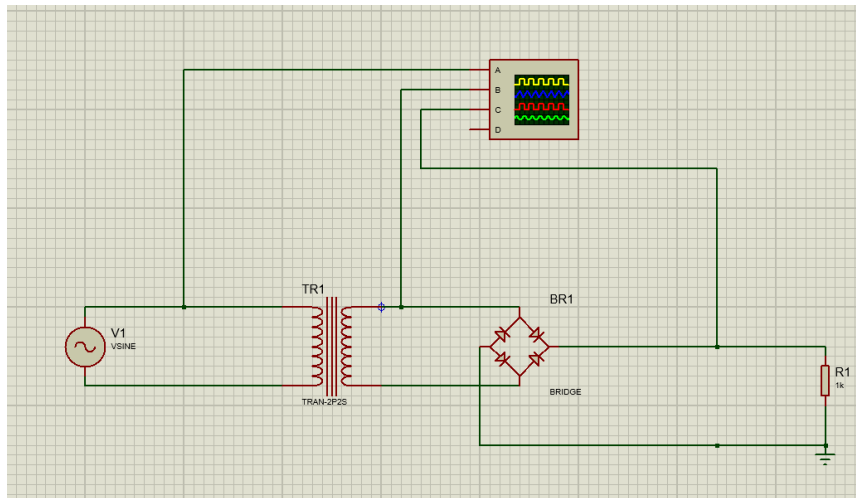 A
B
C
D
TR1
BR1
V1
VSINE
R1
1k
BRIDGE
TRAN-2P2S